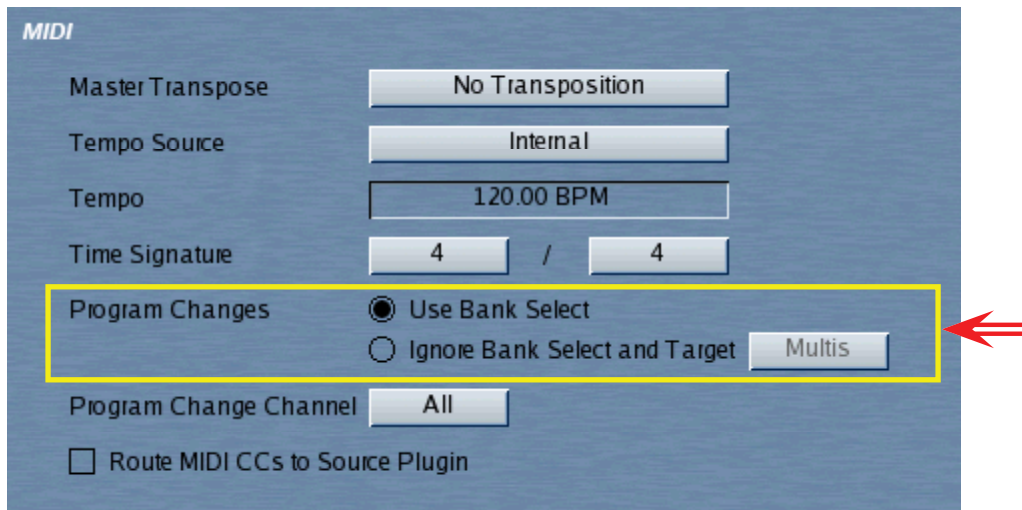 MIDI
Master Transpose No Transposition
Tempo Source Internal
Tempo 120.00 BPM
Time Signature 4 / 4
Program Changes Use Bank Select
Ignore Bank Select and Target Multis
Program Change Channel All
Route MIDI CCs to Source Plugin